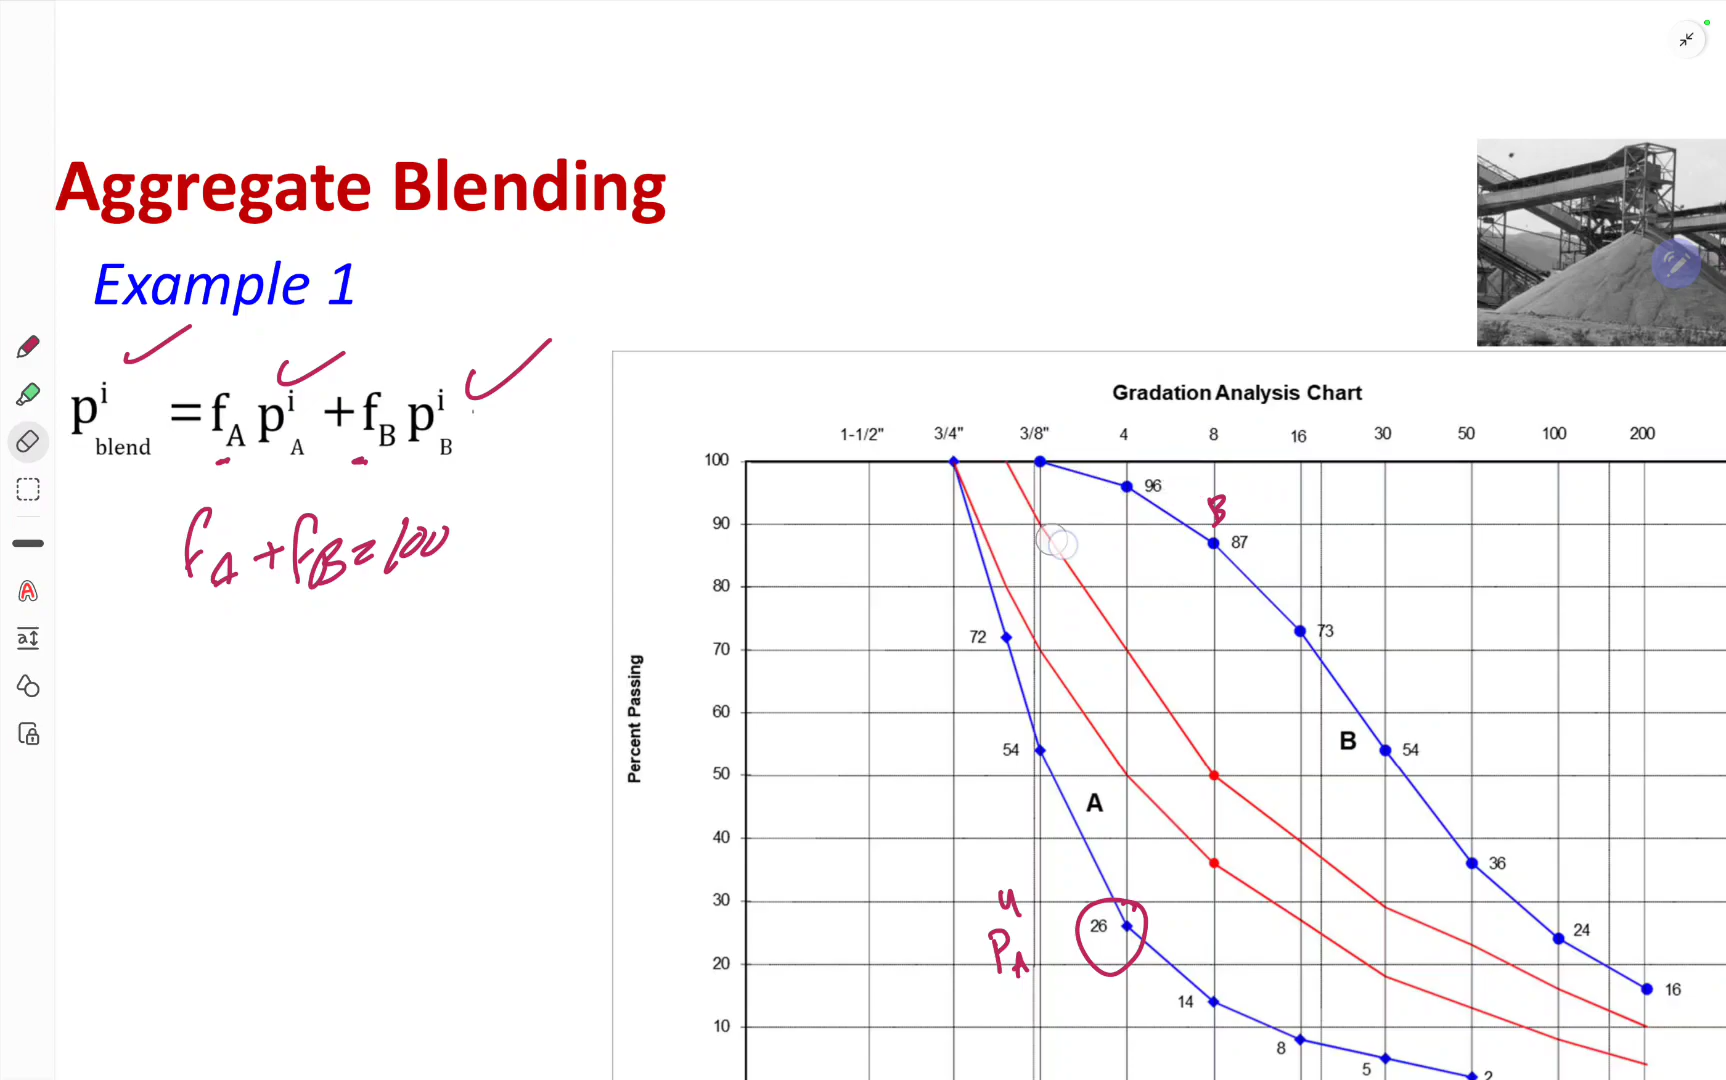 Aggregate Blending
Example 1
p^i_blend = f_A p^i_A + f_B p^i_B
f_A + f_B = 100
Gradation Analysis Chart
1-1/2" 3/4" 3/8" 4 8 16 30 50 100 200
Percent Passing
100
90
80
70
60
50
40
30
20
10
96
B
87
72
73
54
B
54
A
36
4
P_A
26
24
16
14
8
5
2
A
a